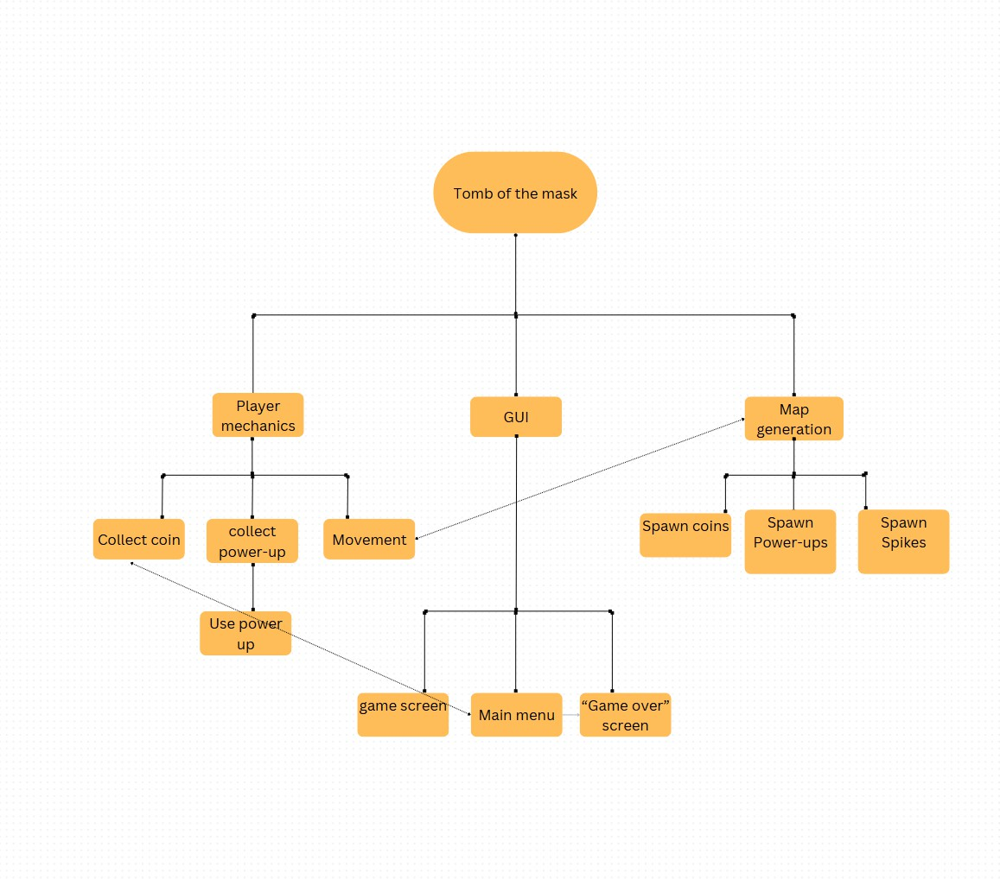 Tomb of the mask
Player
mechanics
GUI
Map
generation
Collect coin
collect
power-up
Movement
Spawn coins
Spawn
Power-ups
Spawn
Spikes
Use power
up
game screen
Main menu
“Game over”
screen